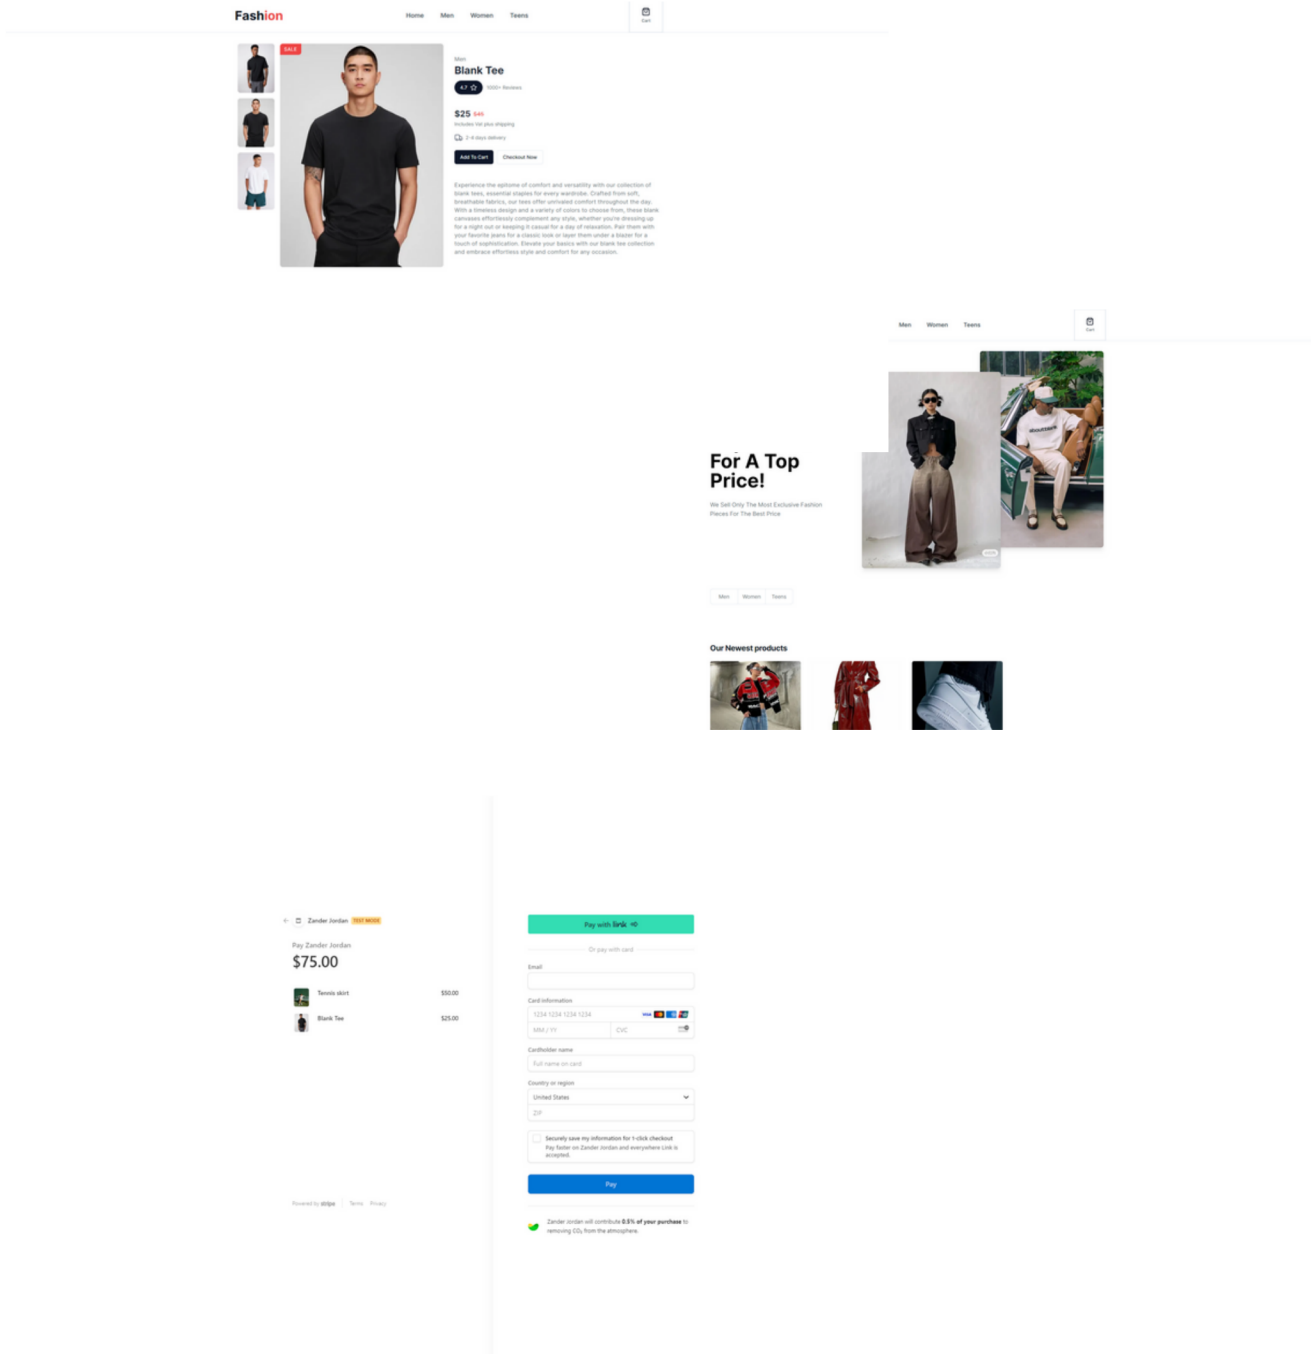 Fashion
Home Men Women Teens
Cart
SALE
Men
Blank Tee
4.7
1000+ Reviews
$25 $45
Includes Vat plus shipping
2-4 days delivery
Add To Cart Checkout Now
Experience the epitome of comfort and versatility with our collection of
blank tees, essential staples for every wardrobe. Crafted from soft,
breathable fabrics, our tees offer unrivaled comfort throughout the day.
With a timeless design and a variety of colors to choose from, these blank
canvases effortlessly complement any style, whether you're dressing up
for a night out or keeping it casual for a day of relaxation. Pair them with
your favorite jeans for a classic look or layer them under a blazer for a
touch of sophistication. Elevate your basics with our blank tee collection
and embrace effortless style and comfort for any occasion.
Men Women Teens
Cart
For A Top
Price!
We Sell Only The Most Exclusive Fashion
Pieces For The Best Price
Men Women Teens
Our Newest products
Zander Jordan TEST MODE
Pay Zander Jordan
$75.00
Tennis skirt $50.00
Blank Tee $25.00
Powered by stripe Terms Privacy
Pay with link
Or pay with card
Email
Card information
1234 1234 1234 1234 VISA
MM / YY CVC
Cardholder name
Full name on card
Country or region
United States
ZIP
Securely save my information for 1-click checkout
Pay faster on Zander Jordan and everywhere Link is
accepted.
Pay
Zander Jordan will contribute 0.5% of your purchase to
removing CO₂ from the atmosphere.